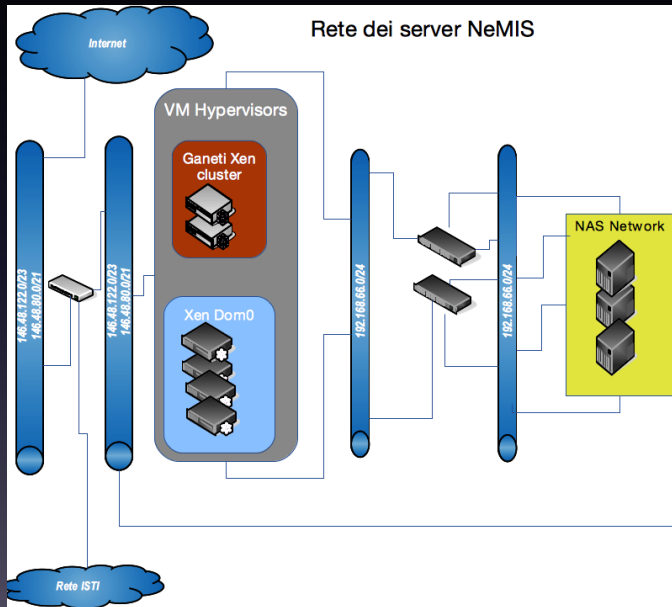 Rete dei server NeMIS
Internet
VM Hypervisors
Ganeti Xen
cluster
Xen Dom0
146.48.122.0/23
146.48.80.0/21
146.48.122.0/23
146.48.80.0/21
192.168.66.0/24
192.168.66.0/24
NAS Network
Rete ISTI